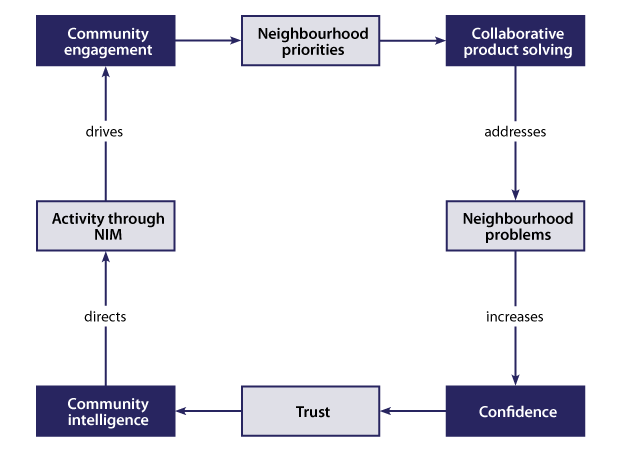 Community
engagement
Neighbourhood
priorities
Collaborative
product solving
drives
addresses
Activity through
NIM
Neighbourhood
problems
directs
increases
Community
intelligence
Trust
Confidence